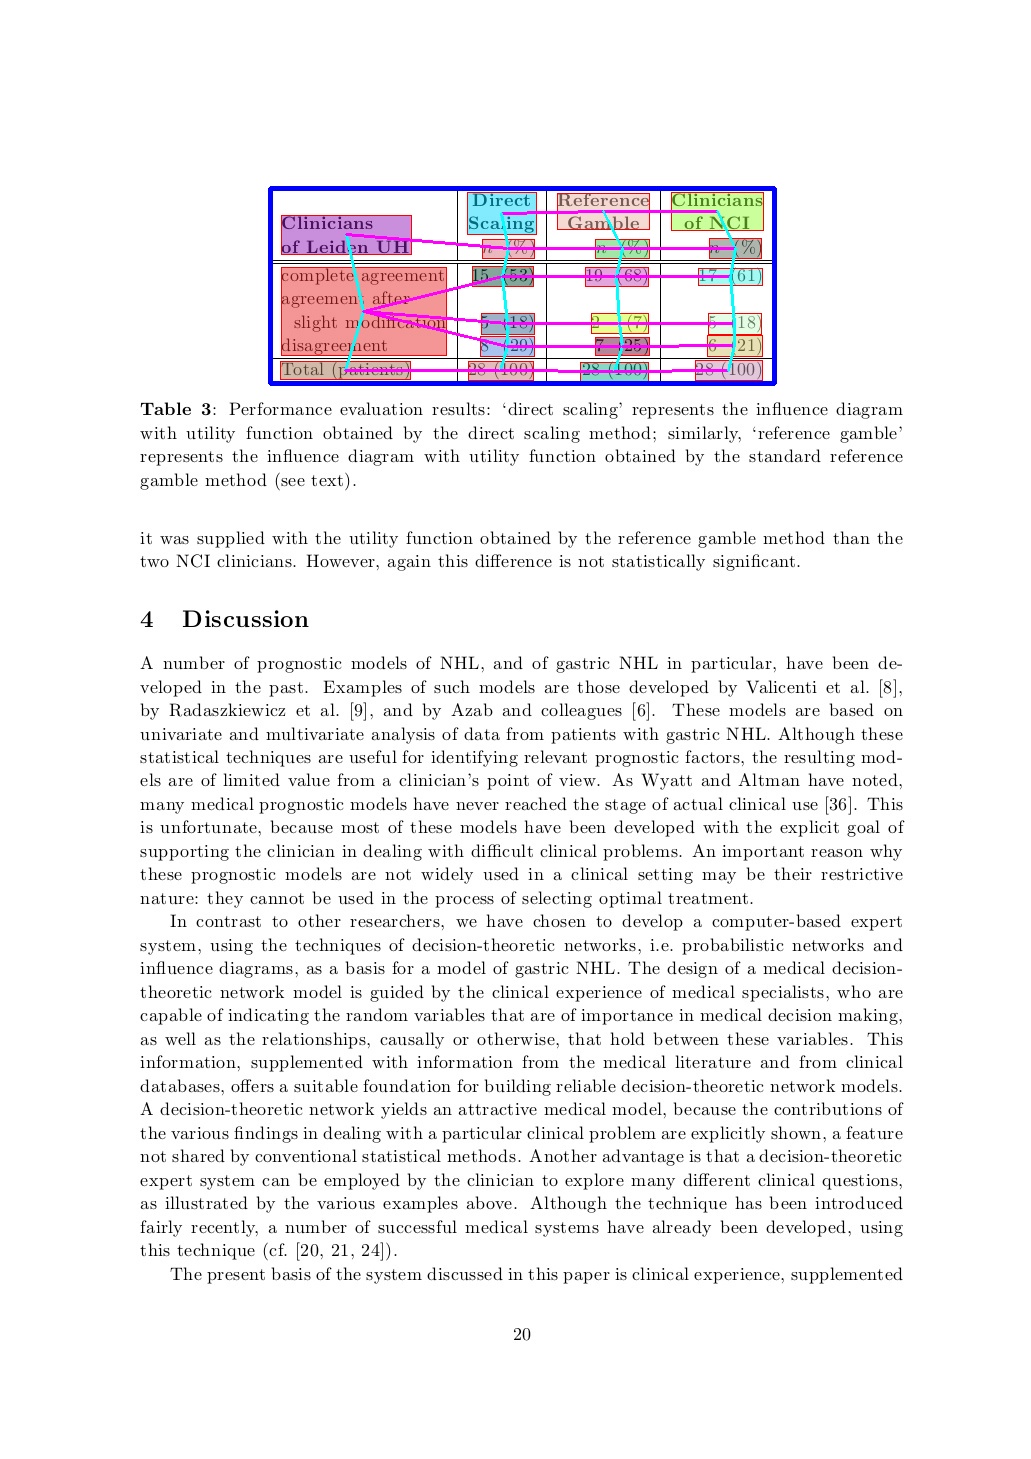 Direct Reference Clinicians
Clinicians Scaling Gamble of NCI
of Leiden UH n (%) n (%) n (%)
complete agreement 15 (53) 19 (68) 17 (61)
agreement after
slight modification 5 (18) 2 (7) 5 (18)
disagreement 8 (29) 7 (25) 6 (21)
Total (patients) 28 (100) 28 (100) 28 (100)
Table 3: Performance evaluation results: ‘direct scaling’ represents the influence diagram
with utility function obtained by the direct scaling method; similarly, ‘reference gamble’
represents the influence diagram with utility function obtained by the standard reference
gamble method (see text).
it was supplied with the utility function obtained by the reference gamble method than the
two NCI clinicians. However, again this difference is not statistically significant.
4 Discussion
A number of prognostic models of NHL, and of gastric NHL in particular, have been de-
veloped in the past. Examples of such models are those developed by Valicenti et al. [8],
by Radaszkiewicz et al. [9], and by Azab and colleagues [6]. These models are based on
univariate and multivariate analysis of data from patients with gastric NHL. Although these
statistical techniques are useful for identifying relevant prognostic factors, the resulting mod-
els are of limited value from a clinician's point of view. As Wyatt and Altman have noted,
many medical prognostic models have never reached the stage of actual clinical use [36]. This
is unfortunate, because most of these models have been developed with the explicit goal of
supporting the clinician in dealing with difficult clinical problems. An important reason why
these prognostic models are not widely used in a clinical setting may be their restrictive
nature: they cannot be used in the process of selecting optimal treatment.
In contrast to other researchers, we have chosen to develop a computer-based expert
system, using the techniques of decision-theoretic networks, i.e. probabilistic networks and
influence diagrams, as a basis for a model of gastric NHL. The design of a medical decision-
theoretic network model is guided by the clinical experience of medical specialists, who are
capable of indicating the random variables that are of importance in medical decision making,
as well as the relationships, causally or otherwise, that hold between these variables. This
information, supplemented with information from the medical literature and from clinical
databases, offers a suitable foundation for building reliable decision-theoretic network models.
A decision-theoretic network yields an attractive medical model, because the contributions of
the various findings in dealing with a particular clinical problem are explicitly shown, a feature
not shared by conventional statistical methods. Another advantage is that a decision-theoretic
expert system can be employed by the clinician to explore many different clinical questions,
as illustrated by the various examples above. Although the technique has been introduced
fairly recently, a number of successful medical systems have already been developed, using
this technique (cf. [20, 21, 24]).
The present basis of the system discussed in this paper is clinical experience, supplemented
20